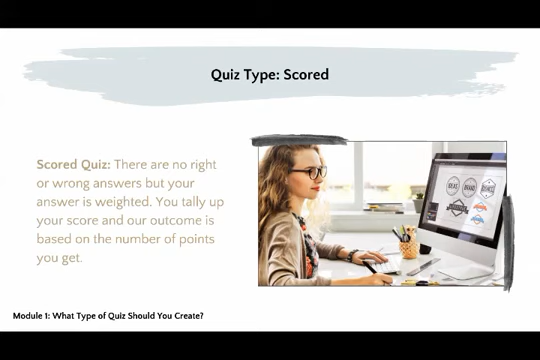 Quiz Type: Scored
Scored Quiz: There are no right
or wrong answers but your
answer is weighted. You tally up
your score and our outcome is
based on the number of points
you get.
IDEAS
BRAND
Module 1: What Type of Quiz Should You Create?